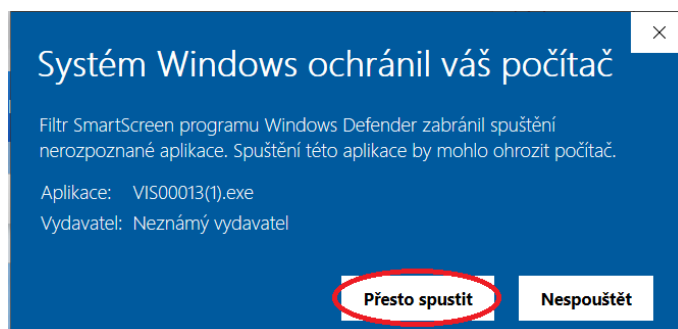 Systém Windows ochránil váš počítač
Filtr SmartScreen programu Windows Defender zabránil spuštění
nerozpoznané aplikace. Spuštění této aplikace by mohlo ohrozit počítač.
Aplikace: VIS00013(1).exe
Vydavatel: Neznámý vydavatel
Přesto spustit Nespouštět